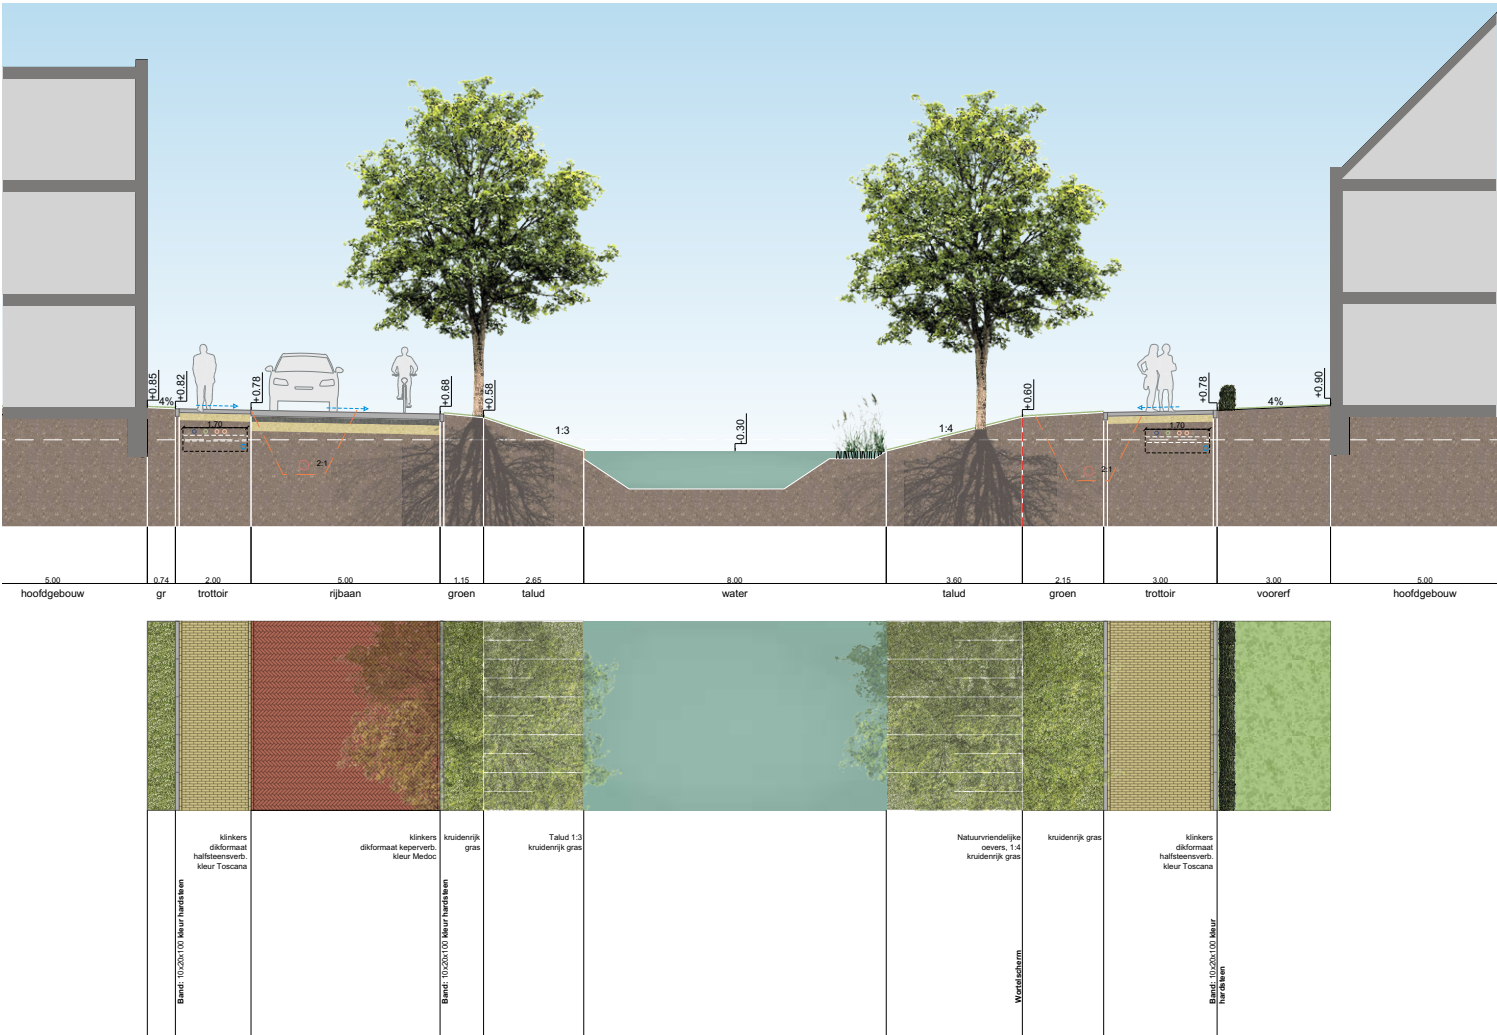 +0.85
+0.82
+0.78
+0.68
+0.58
-0.30
+0.60
+0.78
+0.90
4%
4%
1:3
1:4
1.70
1.70
2:1
2:1
5.00
0.74
2.00
5.00
1.15
2.65
8.00
3.60
2.15
3.00
3.00
5.00
hoofdgebouw
gr
trottoir
rijbaan
groen
talud
water
talud
groen
trottoir
voorerf
hoofdgebouw
klinkers
dikformaat
halfsteensverb.
kleur Toscana
klinkers
dikformaat keperverb.
kleur Medoc
kruidenrijk
gras
Talud 1:3
kruidenrijk gras
Natuurvriendelijke
oevers, 1:4
kruidenrijk gras
kruidenrijk gras
klinkers
dikformaat
halfsteensverb.
kleur Toscana
Band: 10x20x100 kleur hardsteen
Band: 10x20x100 kleur hardsteen
Wortelscherm
Band: 10x20x100 kleur
hardsteen